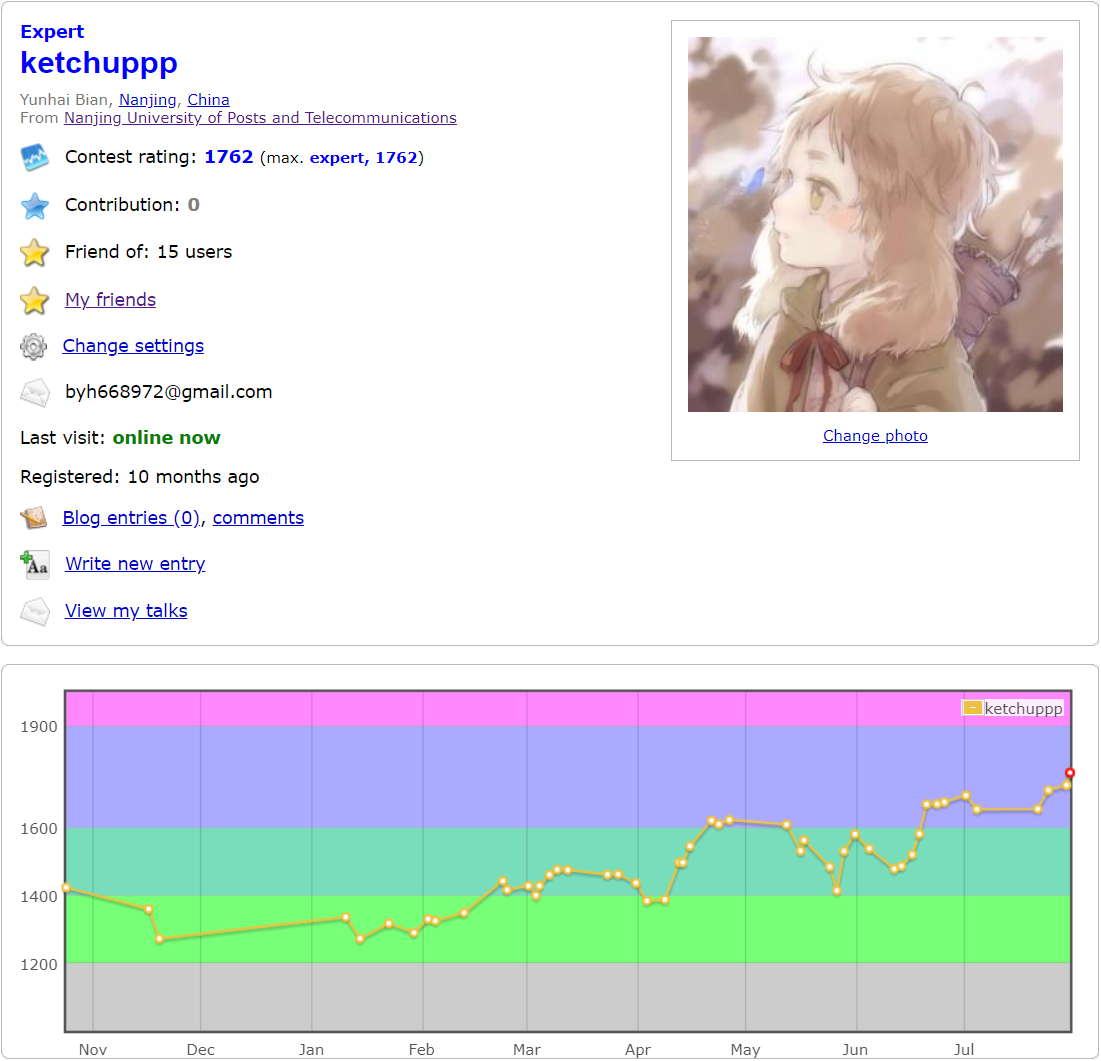 Expert
ketchuppp
Yunhai Bian, Nanjing, China
From Nanjing University of Posts and Telecommunications
Contest rating: 1762 (max. expert, 1762)
Contribution: 0
Friend of: 15 users
My friends
Change settings
byh668972@gmail.com
Last visit: online now
Registered: 10 months ago
Blog entries (0), comments
Aa Write new entry
View my talks
Change photo
ketchuppp
1900
1600
1400
1200
Nov Dec Jan Feb Mar Apr May Jun Jul